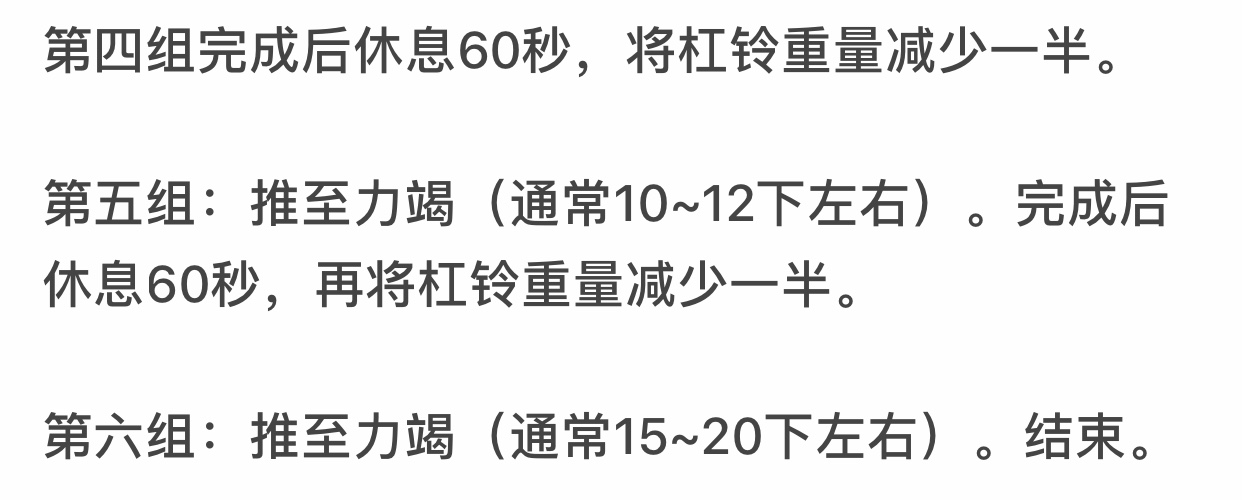 第四组完成后休息60秒，将杠铃重量减少一半。
第五组：推至力竭（通常10~12下左右）。完成后
休息60秒，再将杠铃重量减少一半。
第六组：推至力竭（通常15~20下左右）。结束。